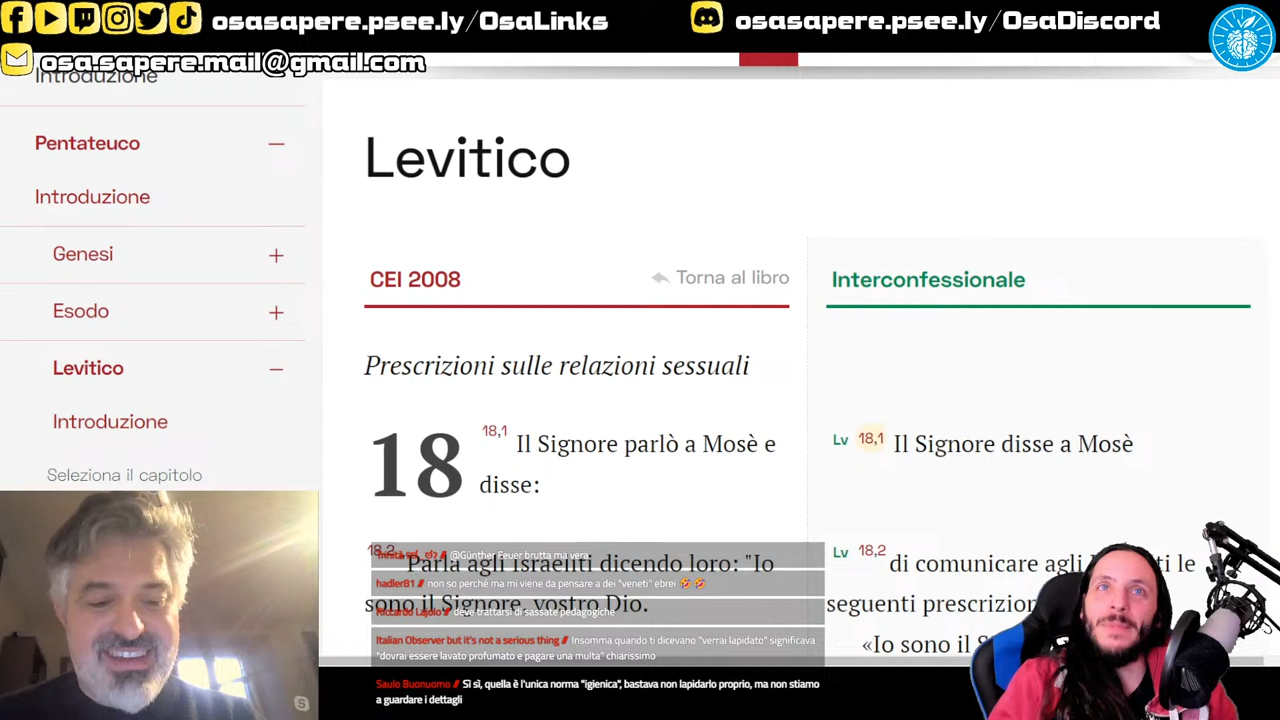 osasapere.psee.ly/OsaLinks
osasapere.psee.ly/OsaDiscord
osa.sapere.mail@gmail.com
Introduzione
Pentateuco
Introduzione
Genesi
Esodo
Levitico
Introduzione
Seleziona il capitolo
Levitico
CEI 2008
Torna al libro
Prescrizioni sulle relazioni sessuali
18 18,1 Il Signore parlò a Mosè e
disse:
18,2 Parla agli Israeliti dicendo loro: "Io
sono il Signore, vostro Dio.
Interconfessionale
Lv 18,1 Il Signore disse a Mosè
Lv 18,2 di comunicare agli
seguenti prescrizion
«Io sono il S
@Günther Feuer brutta ma vera
hadler81 // non so perché ma mi viene da pensare a dei "veneti" ebrei 🤣 🤣
Riccardo Lajolo // deve trattarsi di sassate pedagogiche
Italian Observer but it's not a serious thing // Insomma quando ti dicevano "verrai lapidato" significava
"dovrai essere lavato profumato e pagare una multa" chiarissimo
Saulo Buonuomo // Sì sì, quella è l'unica norma "igienica", bastava non lapidarlo proprio, ma non stiamo
a guardare i dettagli